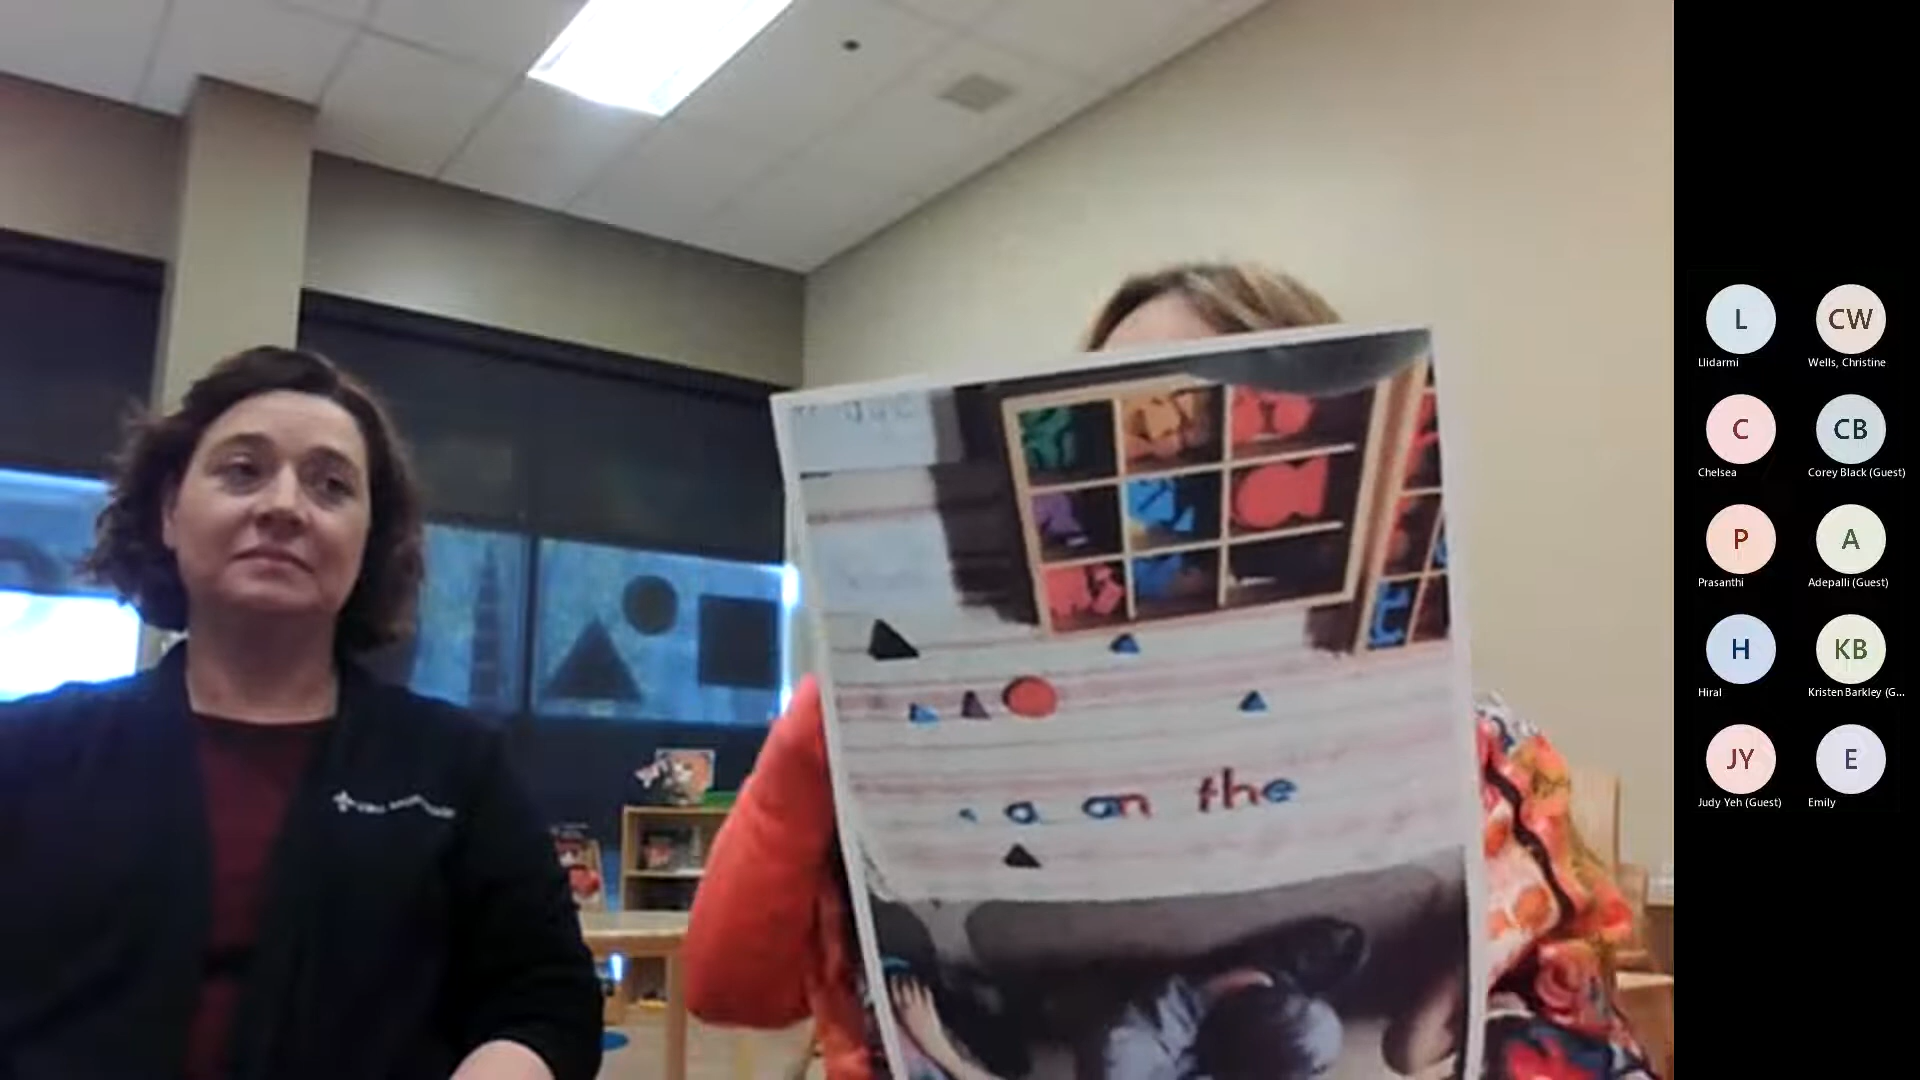 a an the
L
CW
Llidarmi
Wells, Christine
C
CB
Chelsea
Corey Black (Guest)
P
A
Prasanthi
Adepalli (Guest)
H
KB
Hiral
Kristen Barkley (G...
JY
E
Judy Yeh (Guest)
Emily